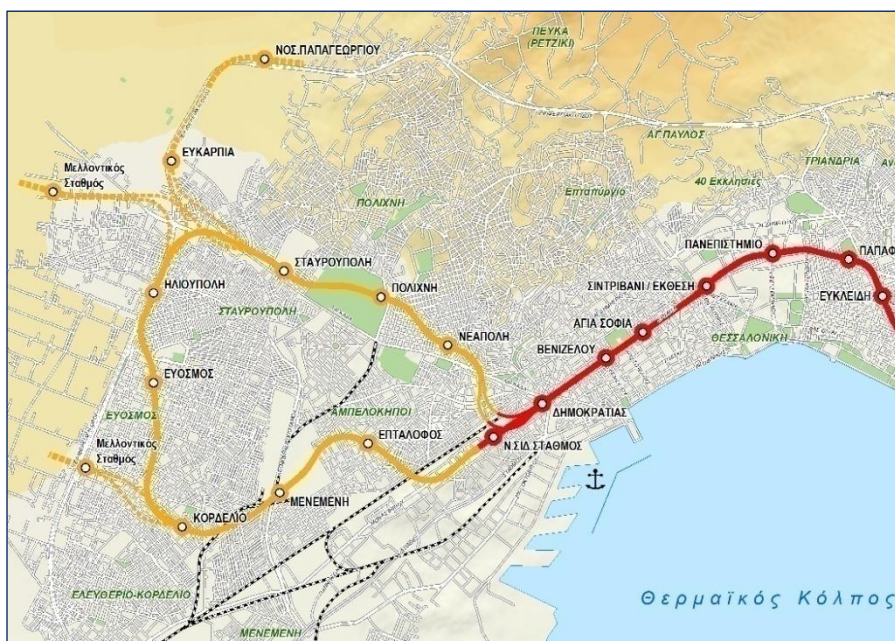 ΝΟΣ.ΠΑΠΑΓΕΩΡΓΙΟΥ
ΠΕΥΚΑ
(ΡΕΤΖΙΚΙ)
ΑΓ.ΠΑΥΛΟΣ
ΕΥΚΑΡΠΙΑ
ΤΡΙΑΝΔΡΙΑ
Μελλοντικός
Σταθμός
Επταπύργιο
40 Εκκλησιές
ΠΟΛΙΧΝΗ
ΠΑΝΕΠΙΣΤΗΜΙΟ
ΠΑΠΑΦ
ΣΤΑΥΡΟΥΠΟΛΗ
ΗΛΙΟΥΠΟΛΗ
ΠΟΛΙΧΝΗ
ΣΙΝΤΡΙΒΑΝΙ / ΕΚΘΕΣΗ
ΕΥΚΛΕΙΔΗ
ΣΤΑΥΡΟΥΠΟΛΗ
ΑΓΙΑ ΣΟΦΙΑ
ΘΕΣΣΑΛΟΝΙΚΗ
ΝΕΑΠΟΛΗ
ΒΕΝΙΖΕΛΟΥ
ΕΥΟΣΜΟΣ
ΕΥΟΣΜΟΣ
ΑΜΠΕΛΟΚΗΠΟΙ
ΔΗΜΟΚΡΑΤΙΑΣ
ΕΠΤΑΛΟΦΟΣ
Ν.ΣΙΔ.ΣΤΑΘΜΟΣ
Μελλοντικός
Σταθμός
ΜΕΝΕΜΕΝΗ
ΚΟΡΔΕΛΙΟ
ΕΛΕΥΘΕΡΙΟ-ΚΟΡΔΕΛΙΟ
Θερμαϊκός Κόλπος
ΜΕΝΕΜΕΝΗ